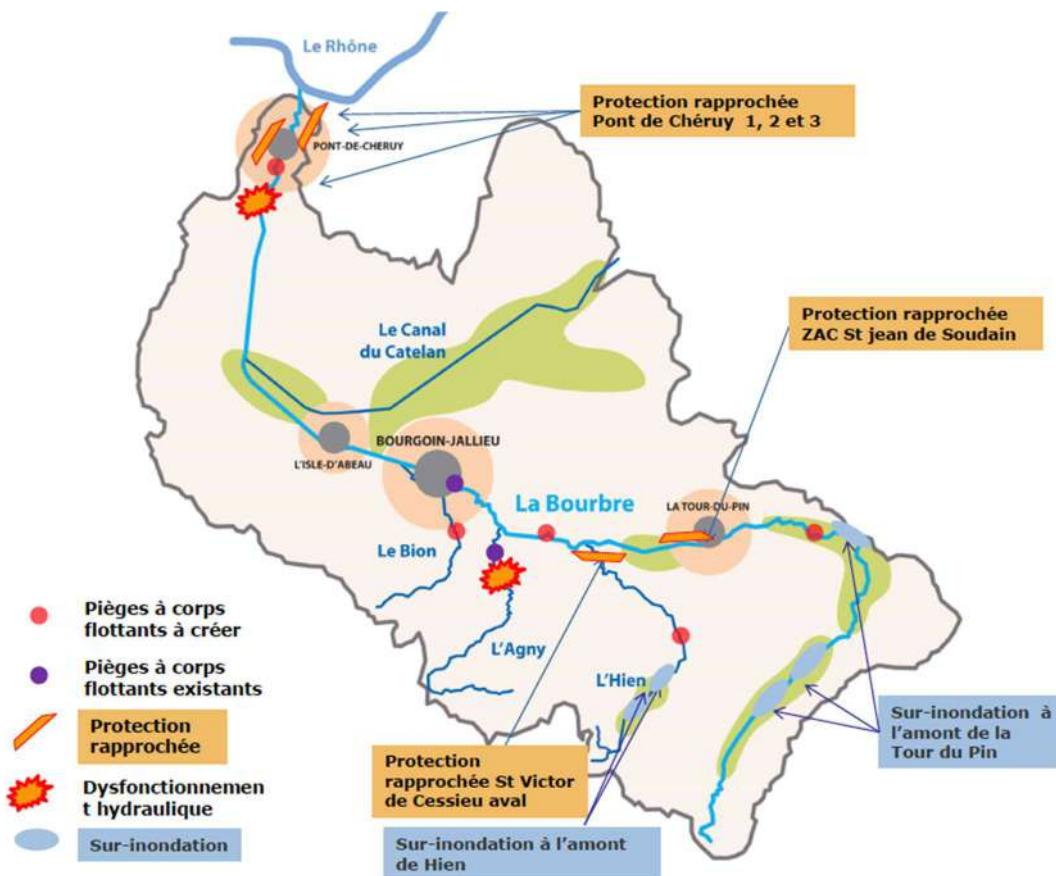 Le Rhône
Protection rapprochée
Pont de Chéruy 1, 2 et 3
PONT-DE-CHERUY
Protection rapprochée
ZAC St jean de Soudain
Le Canal
du Catelan
BOURGOIN-JALLIEU
L'ISLE-D'ABEAU
La Bourbre
LA TOUR-DU-PIN
Le Bion
L'Agny
L'Hien
Pièges à corps
flottants à créer
Pièges à corps
flottants existants
Protection
rapprochée
Dysfonctionnemen
t hydraulique
Sur-inondation
Protection
rapprochée St Victor
de Cessieu aval
Sur-inondation à l'amont
de Hien
Sur-inondation à
l'amont de la
Tour du Pin